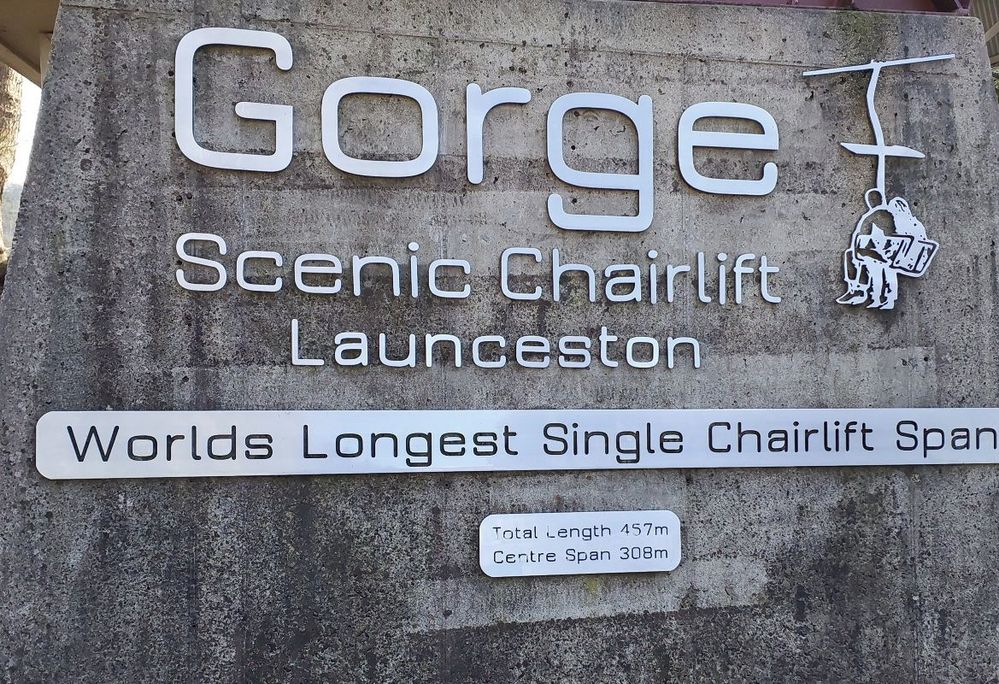 Gorge
Scenic Chairlift
Launceston
Worlds Longest Single Chairlift Span
Total Length 457m
Centre Span 308m